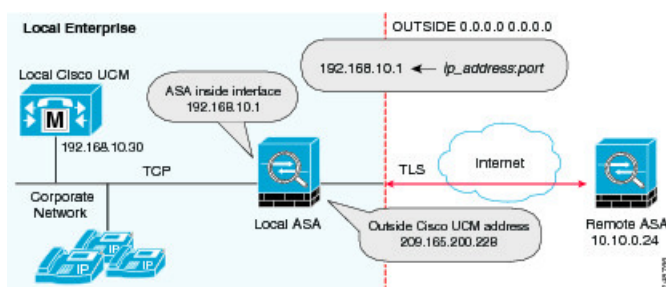 Local Enterprise
OUTSIDE 0.0.0.0 0.0.0.0
192.168.10.1 ip_address:port
Local Cisco UCM
ASA inside interface
192.168.10.1
M
192.168.10.30
TCP
TLS
Internet
Corporate
Network
Local ASA
Outside Cisco UCM address
209.165.200.228
Remote ASA
10.10.0.24
IP
IP
IP